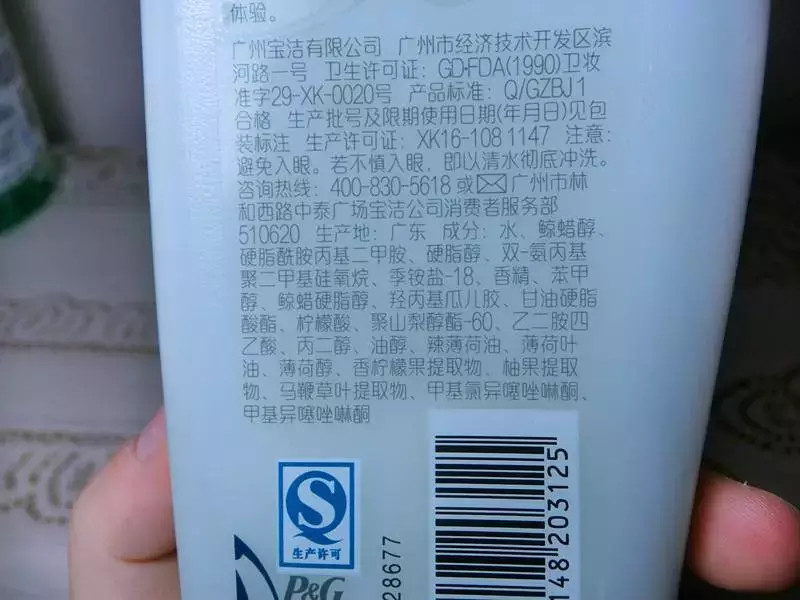 体验。
广州宝洁有限公司 广州市经济技术开发区滨
河路一号 卫生许可证：GD·FDA(1990)卫妆
准字29-XK-0020号 产品标准：Q/GZBJ1
合格 生产批号及限期使用日期(年月日)见包
装标注 生产许可证：XK16-108 1147 注意：
避免入眼。若不慎入眼，即以清水彻底冲洗。
咨询热线：400-830-5618 或 广州市林
和西路中泰广场宝洁公司消费者服务部
510620 生产地：广东 成分：水、鲸蜡醇、
硬脂酰胺丙基二甲胺、硬脂醇、双-氨丙基
聚二甲基硅氧烷、季铵盐-18、香精、苯甲
醇、鲸蜡硬脂醇、羟丙基瓜儿胶、甘油硬脂
酸酯、柠檬酸、聚山梨醇酯-60、乙二胺四
乙酸、丙二醇、油醇、辣薄荷油、薄荷叶
油、薄荷醇、香柠檬果提取物、柚果提取
物、马鞭草叶提取物、甲基氯异噻唑啉酮、
甲基异噻唑啉酮
生产许可
P&G
28677
148203125